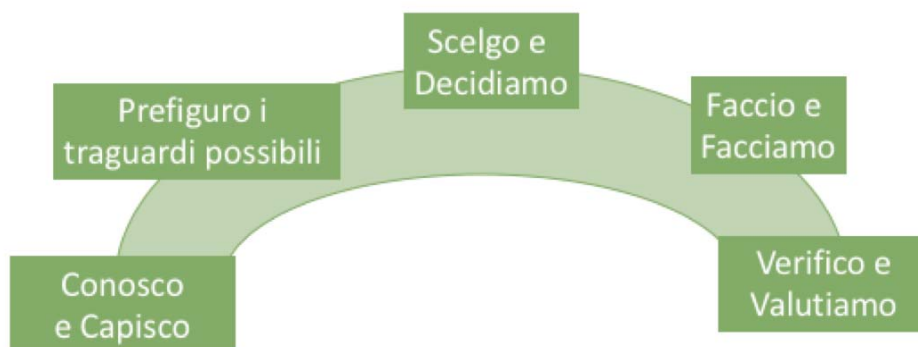 Conosco
e Capisco
Prefiguro i
traguardi possibili
Scelgo e
Decidiamo
Faccio e
Facciamo
Verifico e
Valutiamo